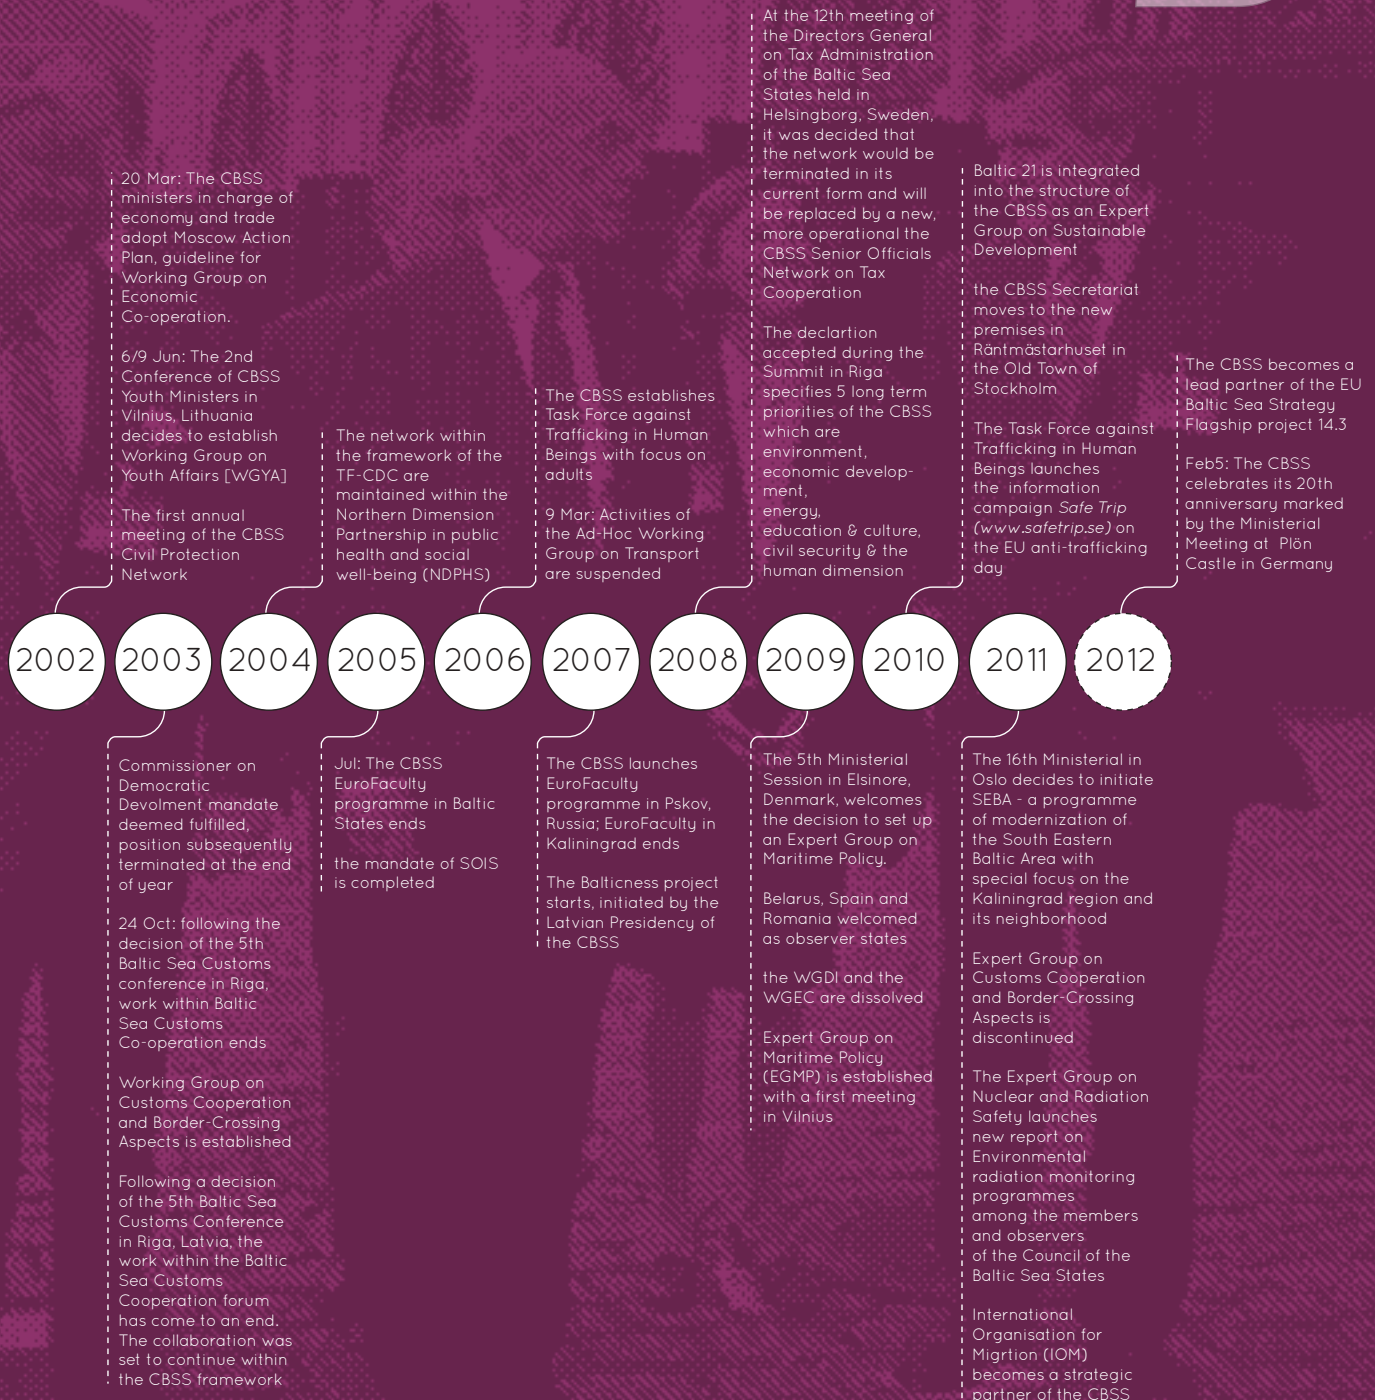 20 Mar: The CBSS
ministers in charge of
economy and trade
adopt Moscow Action
Plan, guideline for
Working Group on
Economic
Co-operation.
6/9 Jun: The 2nd
Conference of CBSS
Youth Ministers in
Vilnius, Lithuania
decides to establish
Working Group on
Youth Affairs [WGYA]
The first annual
meeting of the CBSS
Civil Protection
Network
The network within
the framework of the
TF-CDC are
maintained within the
Northern Dimension
Partnership in public
health and social
well-being (NDPHS)
The CBSS establishes
Task Force against
Trafficking in Human
Beings with focus on
adults
9 Mar: Activities of
the Ad-Hoc Working
Group on Transport
are suspended
At the 12th meeting of
the Directors General
on Tax Administration
of the Baltic Sea
States held in
Helsingborg, Sweden,
it was decided that
the network would be
terminated in its
current form and will
be replaced by a new,
more operational the
CBSS Senior Officials
Network on Tax
Cooperation
The declartion
accepted during the
Summit in Riga
specifies 5 long term
priorities of the CBSS
which are
environment,
economic develop-
ment,
energy,
education & culture,
civil security & the
human dimension
Baltic 21 is integrated
into the structure of
the CBSS as an Expert
Group on Sustainable
Development
the CBSS Secretariat
moves to the new
premises in
Räntmästarhuset in
the Old Town of
Stockholm
The Task Force against
Trafficking in Human
Beings launches
the information
campaign Safe Trip
(www.safetrip.se) on
the EU anti-trafficking
day
The CBSS becomes a
lead partner of the EU
Baltic Sea Strategy
Flagship project 14.3
Feb5: The CBSS
celebrates its 20th
anniversary marked
by the Ministerial
Meeting at Plön
Castle in Germany
2002 2003 2004 2005 2006 2007 2008 2009 2010 2011 2012
Commissioner on
Democratic
Devolment mandate
deemed fulfilled,
position subsequently
terminated at the end
of year
24 Oct: following the
decision of the 5th
Baltic Sea Customs
conference in Riga,
work within Baltic
Sea Customs
Co-operation ends
Working Group on
Customs Cooperation
and Border-Crossing
Aspects is established
Following a decision
of the 5th Baltic Sea
Customs Conference
in Riga, Latvia, the
work within the Baltic
Sea Customs
Cooperation forum
has come to an end.
The collaboration was
set to continue within
the CBSS framework
Jul: The CBSS
EuroFaculty
programme in Baltic
States ends
the mandate of SOIS
is completed
The CBSS launches
EuroFaculty
programme in Pskov,
Russia; EuroFaculty in
Kaliningrad ends
The Balticness project
starts, initiated by the
Latvian Presidency of
the CBSS
The 5th Ministerial
Session in Elsinore,
Denmark, welcomes
the decision to set up
an Expert Group on
Maritime Policy.
Belarus, Spain and
Romania welcomed
as observer states
the WGDI and the
WGEC are dissolved
Expert Group on
Maritime Policy
(EGMP) is established
with a first meeting
in Vilnius
The 16th Ministerial in
Oslo decides to initiate
SEBA - a programme
of modernization of
the South Eastern
Baltic Area with
special focus on the
Kaliningrad region and
its neighborhood
Expert Group on
Customs Cooperation
and Border-Crossing
Aspects is
discontinued
The Expert Group on
Nuclear and Radiation
Safety launches
new report on
Environmental
radiation monitoring
programmes
among the members
and observers
of the Council of the
Baltic Sea States
International
Organisation for
Migrtion (IOM)
becomes a strategic
partner of the CBSS